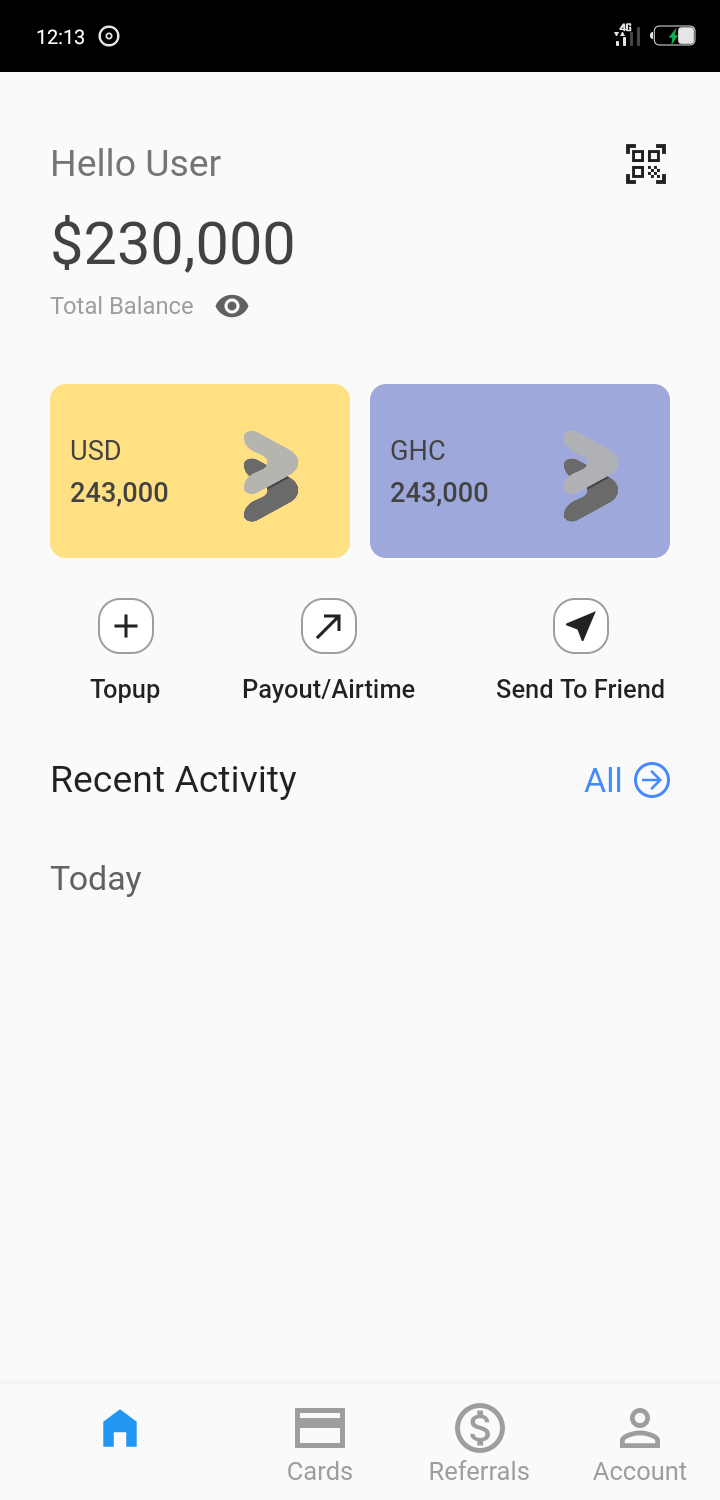 12:13
4G
Hello User
$230,000
Total Balance
USD
243,000
GHC
243,000
Topup
Payout/Airtime
Send To Friend
Recent Activity
All
Today
Cards
Referrals
Account